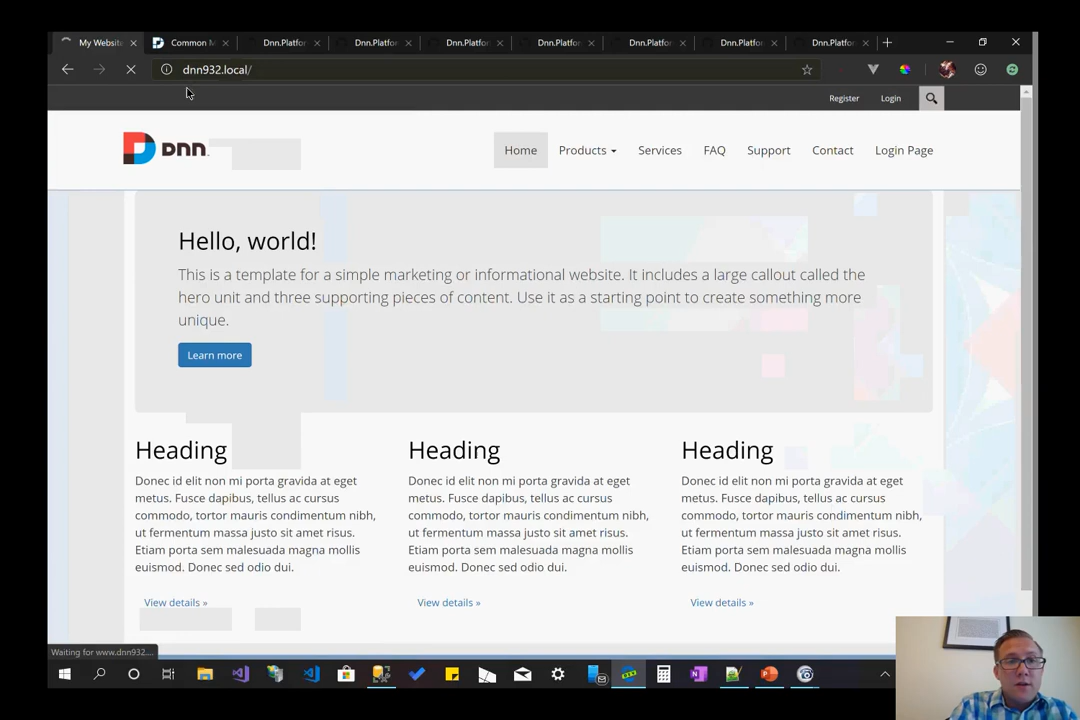 My Websit
Common M
Dnn.Platfor
Dnn.Platfor
Dnn.Platfor
Dnn.Platfor
Dnn.Platfor
Dnn.Platfor
Dnn.Platfor
dnn932.local/
Register
Login
DNN
Home
Products
Services
FAQ
Support
Contact
Login Page
Hello, world!
This is a template for a simple marketing or informational website. It includes a large callout called the
hero unit and three supporting pieces of content. Use it as a starting point to create something more
unique.
Learn more
Heading
Donec id elit non mi porta gravida at eget
metus. Fusce dapibus, tellus ac cursus
commodo, tortor mauris condimentum nibh,
ut fermentum massa justo sit amet risus.
Etiam porta sem malesuada magna mollis
euismod. Donec sed odio dui.
View details »
Heading
Donec id elit non mi porta gravida at eget
metus. Fusce dapibus, tellus ac cursus
commodo, tortor mauris condimentum nibh,
ut fermentum massa justo sit amet risus.
Etiam porta sem malesuada magna mollis
euismod. Donec sed odio dui.
View details »
Heading
Donec id elit non mi porta gravida at eget
metus. Fusce dapibus, tellus ac cursus
commodo, tortor mauris condimentum nibh,
ut fermentum massa justo sit amet risus.
Etiam porta sem malesuada magna mollis
euismod. Donec sed odio dui.
View details »
Waiting for www.dnn932....